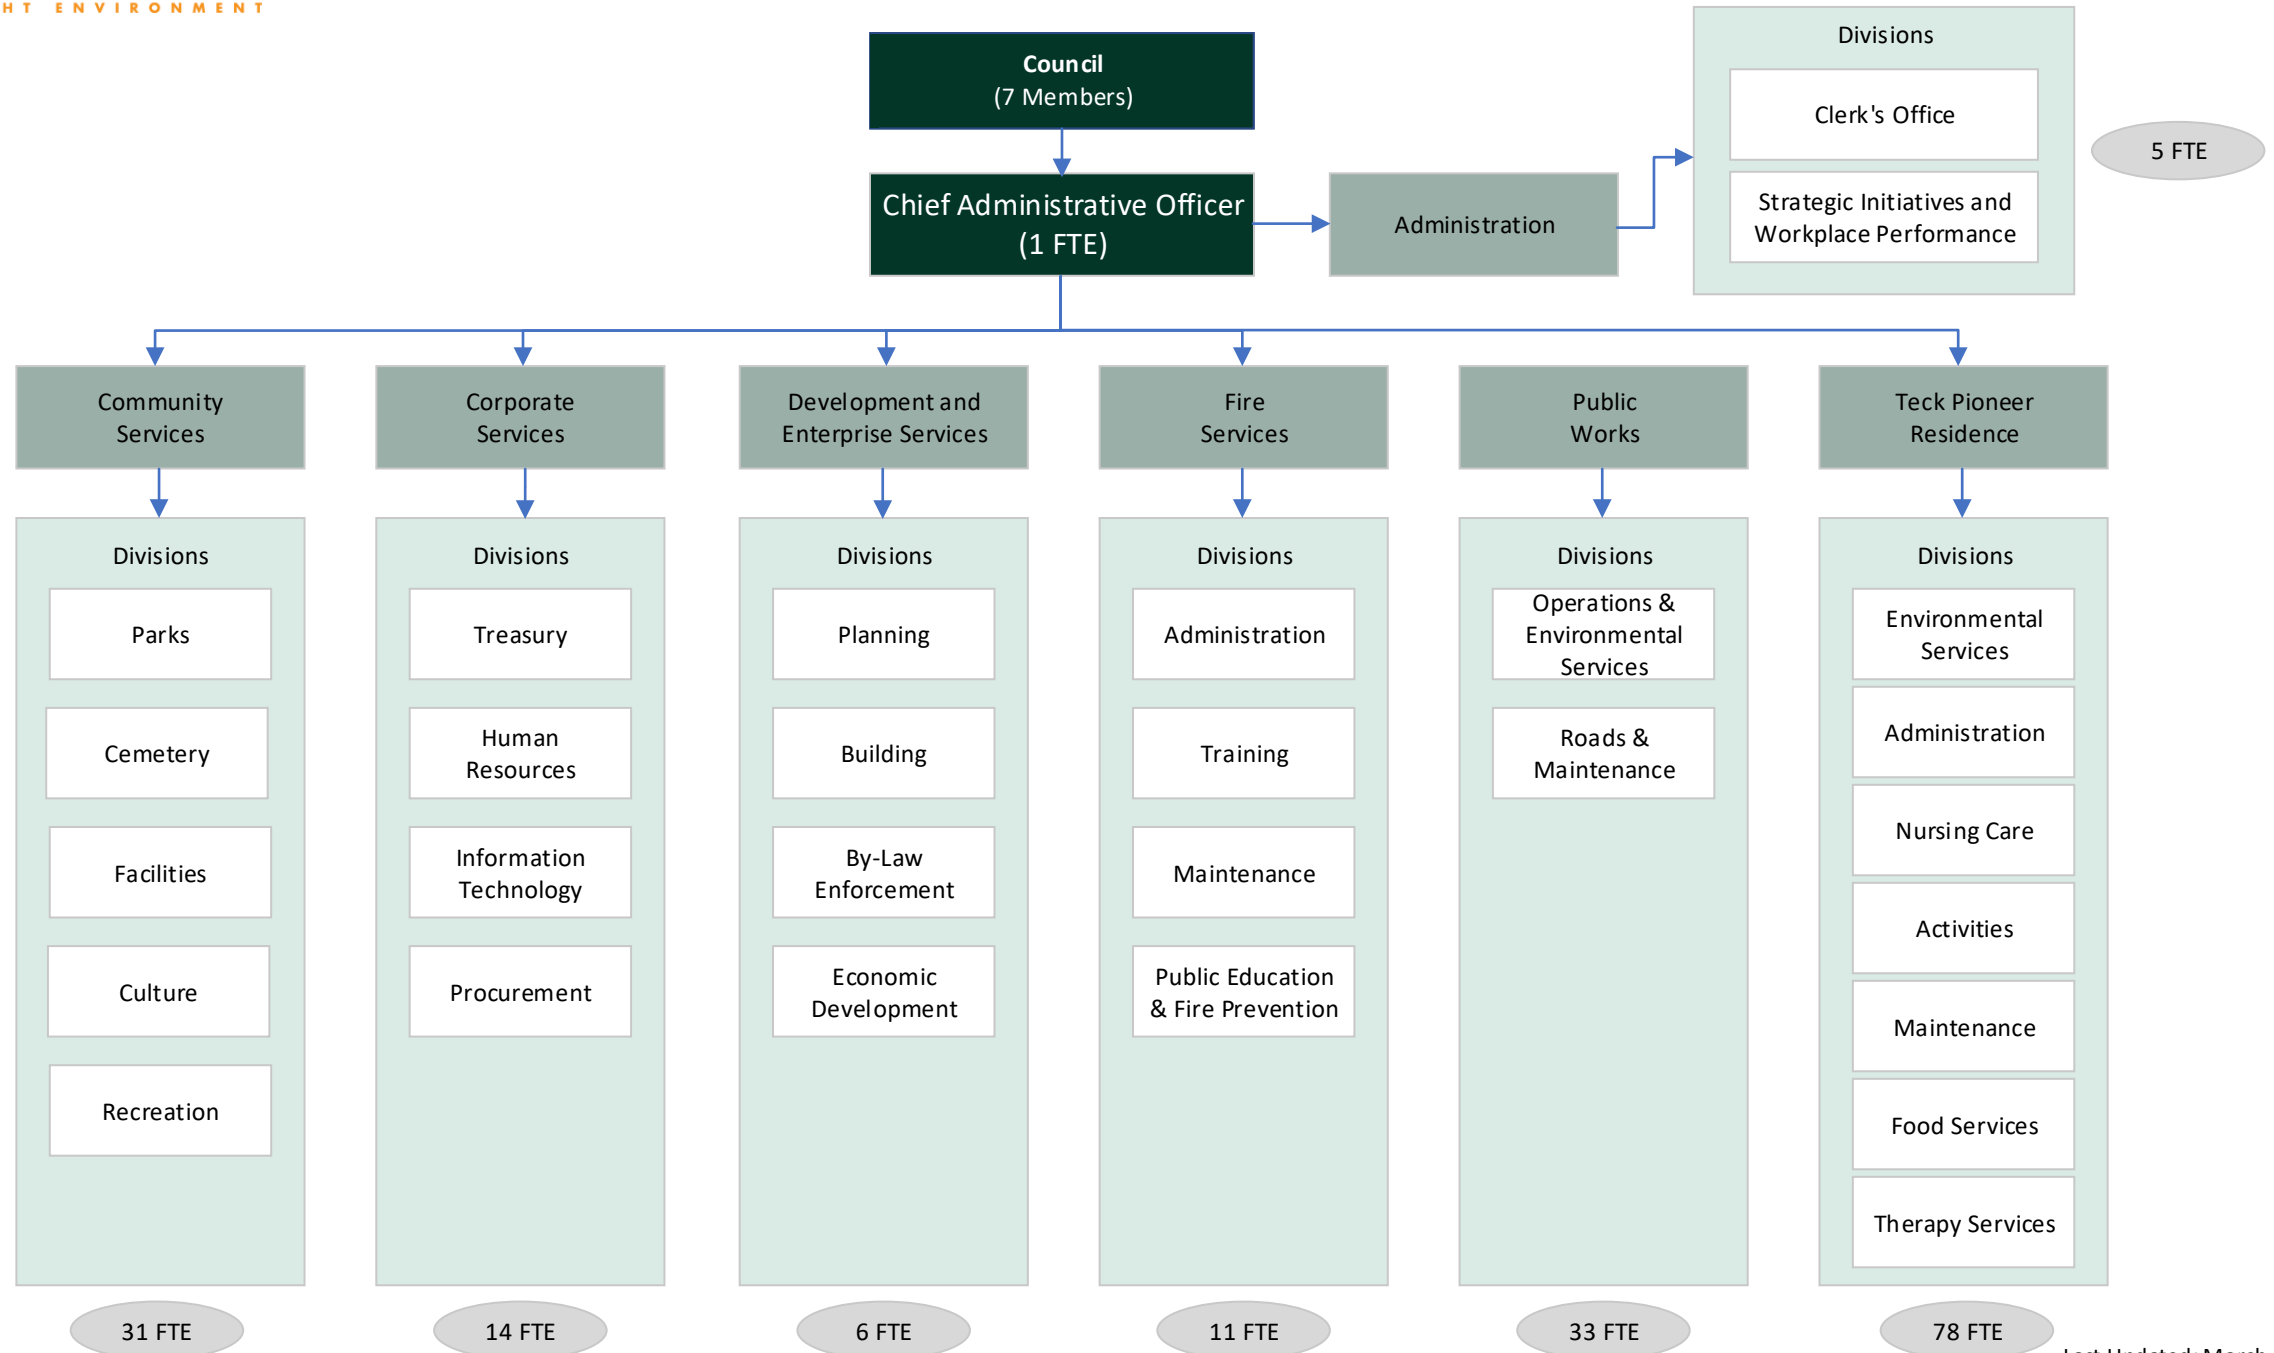 HT ENVIRONMENT
Council
(7 Members)
Chief Administrative Officer
(1 FTE)
Administration
Divisions
Clerk's Office
Strategic Initiatives and
Workplace Performance
5 FTE
Community
Services
Divisions
Parks
Cemetery
Facilities
Culture
Recreation
31 FTE
Corporate
Services
Divisions
Treasury
Human
Resources
Information
Technology
Procurement
14 FTE
Development and
Enterprise Services
Divisions
Planning
Building
By-Law
Enforcement
Economic
Development
6 FTE
Fire
Services
Divisions
Administration
Training
Maintenance
Public Education
& Fire Prevention
11 FTE
Public
Works
Divisions
Operations &
Environmental
Services
Roads &
Maintenance
33 FTE
Teck Pioneer
Residence
Divisions
Environmental
Services
Administration
Nursing Care
Activities
Maintenance
Food Services
Therapy Services
78 FTE
Last Updated: March